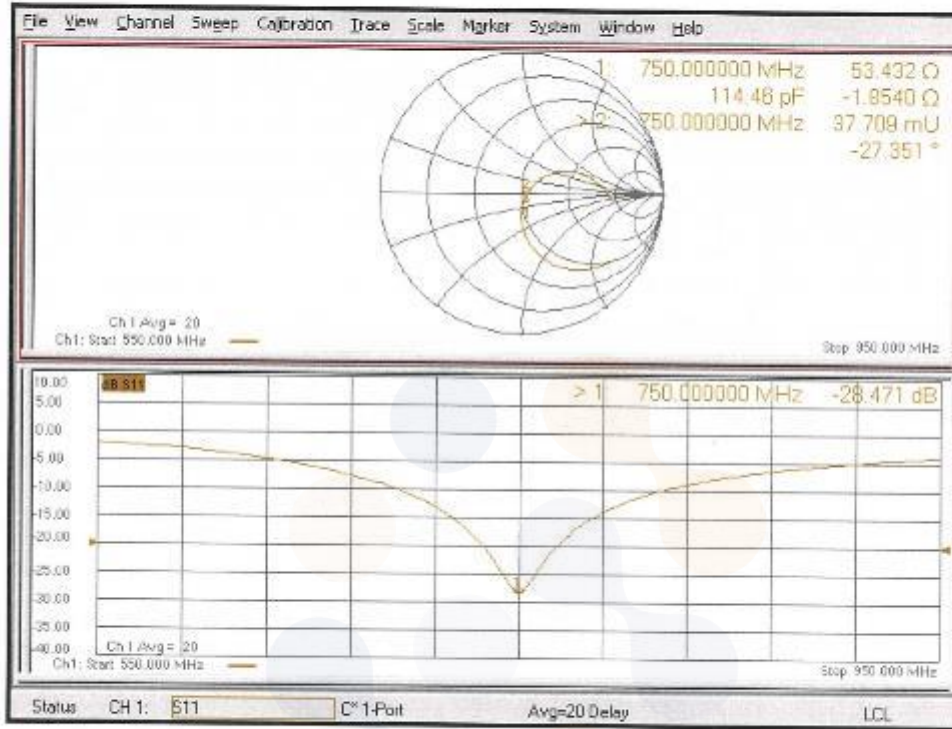 File View Channel Sweep Calibration Trace Scale Marker System Window Help
1: 750.000000 MHz 53.432 Ω
114.46 pF -1.8540 Ω
> 2: 750.000000 MHz 37.709 mU
-27.351 °
Ch 1 Avg = 20
Ch1: Start 550.000 MHz
Stop 950.000 MHz
10.00
dB S11
> 1: 750.000000 MHz -28.471 dB
5.00
0.00
-5.00
-10.00
-15.00
-20.00
-25.00
1
-30.00
-35.00
-40.00
Ch 1 Avg = 20
Ch1: Start 550.000 MHz
Stop 950.000 MHz
Status CH 1: S11 C* 1-Port Avg=20 Delay LCL